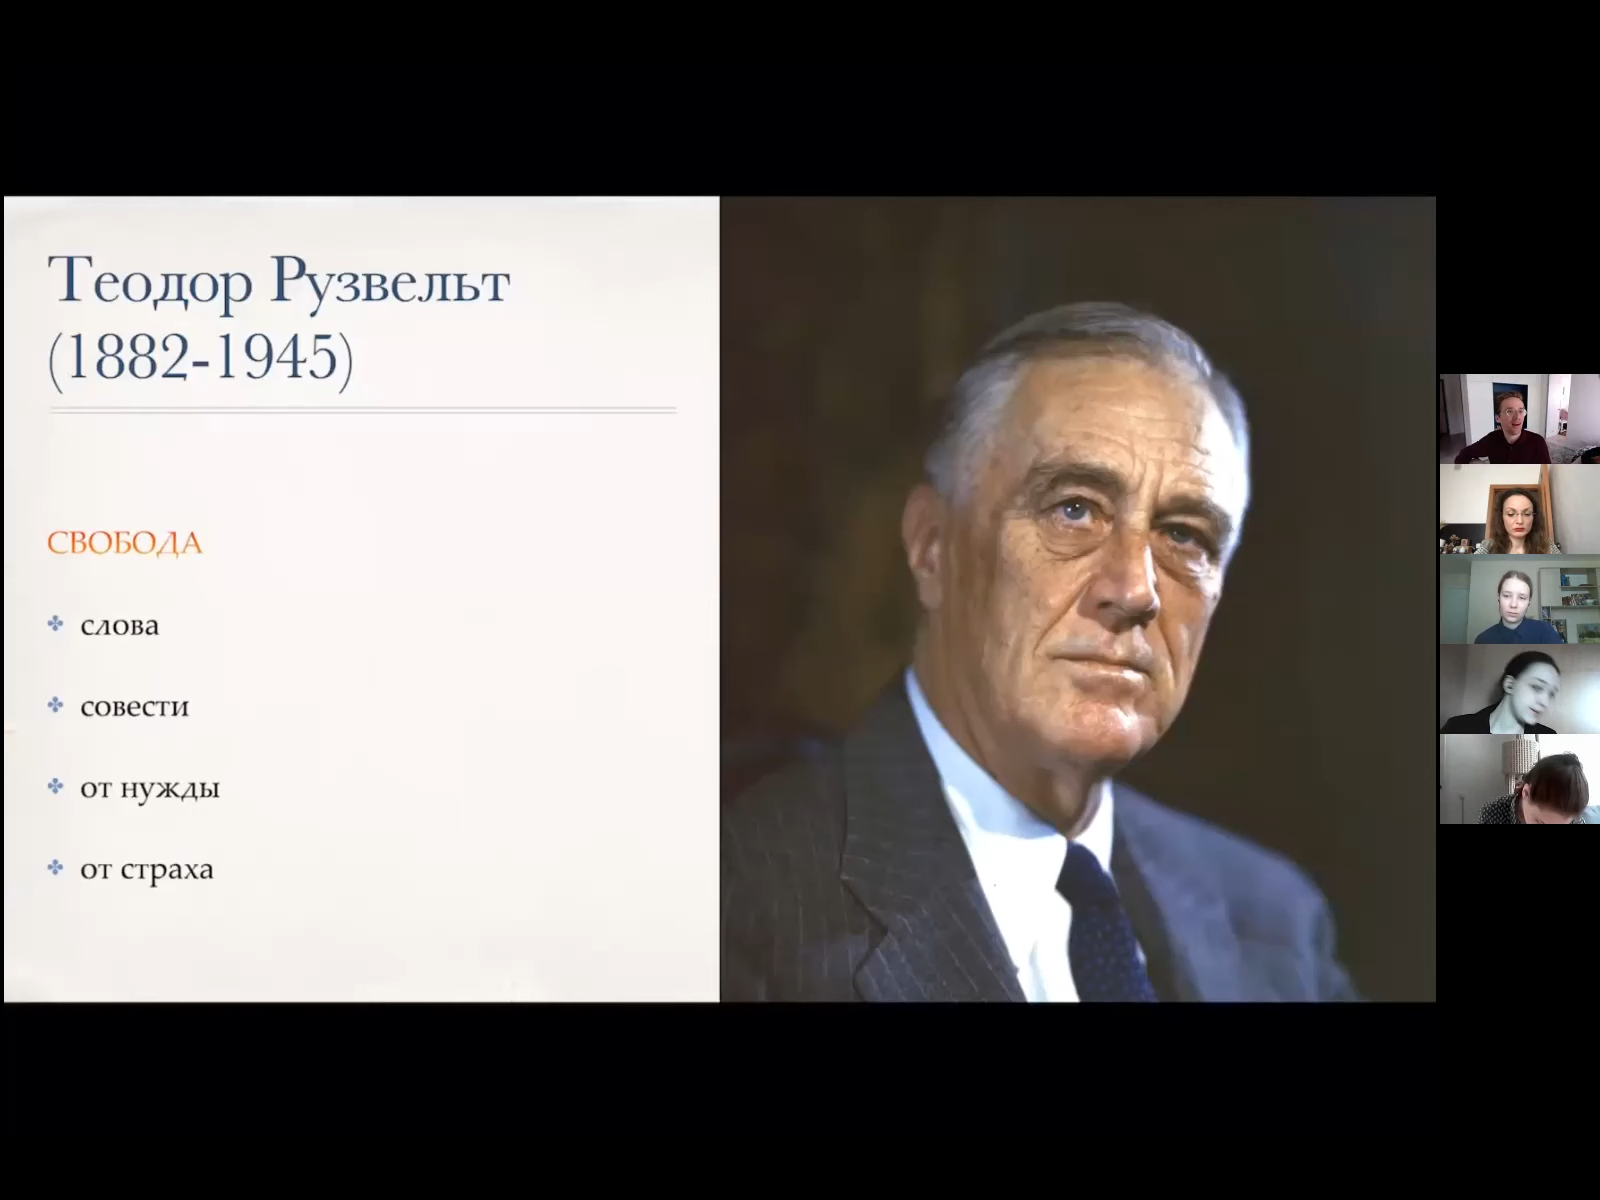 Теодор Рузвельт
(1882-1945)
СВОБОДА
слова
совести
от нужды
от страха